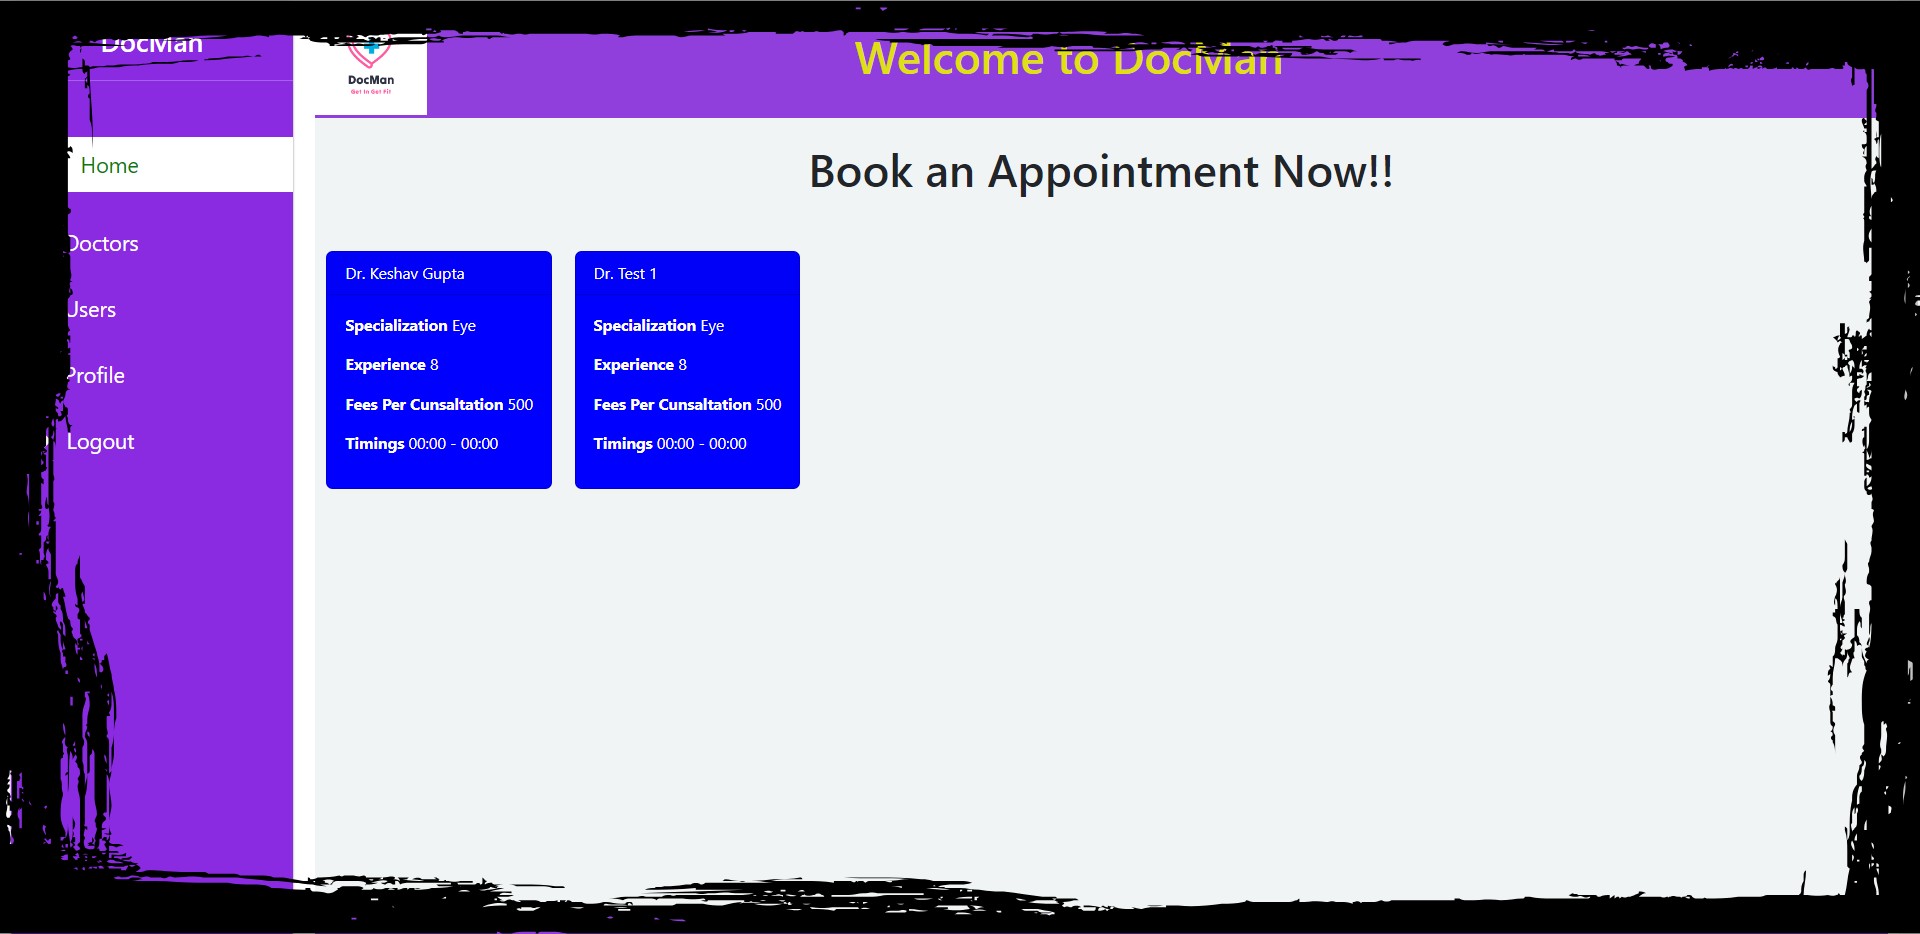 DocMan
Home
Doctors
Users
Profile
Logout
DocMan
Get In Get Fit
Welcome to DocMan
Book an Appointment Now!!
Dr. Keshav Gupta
Specialization Eye
Experience 8
Fees Per Cunsaltation 500
Timings 00:00 - 00:00
Dr. Test 1
Specialization Eye
Experience 8
Fees Per Cunsaltation 500
Timings 00:00 - 00:00